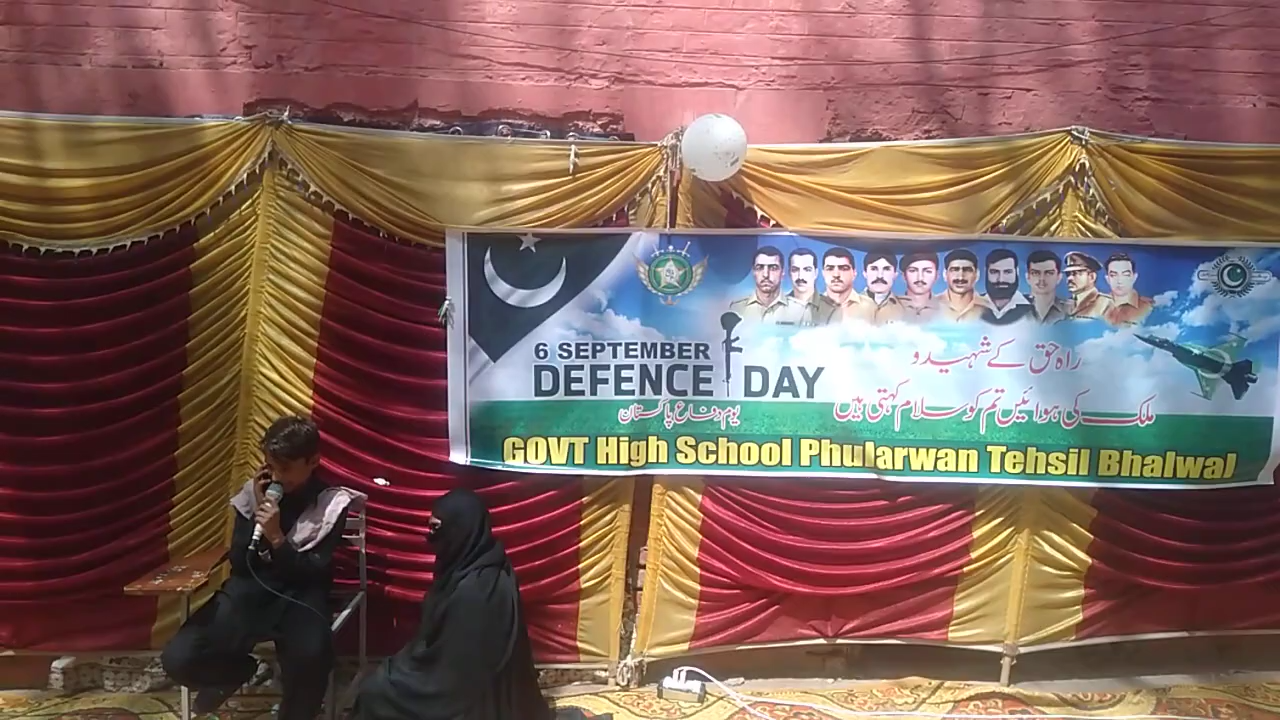 6 SEPTEMBER
DEFENCE DAY
یوم دفاع پاکستان
راہ حق کے شہیدو
ملک کی ہوائیں تم کو سلام کہتی ہیں
GOVT High School Phularwan Tehsil Bhalwal